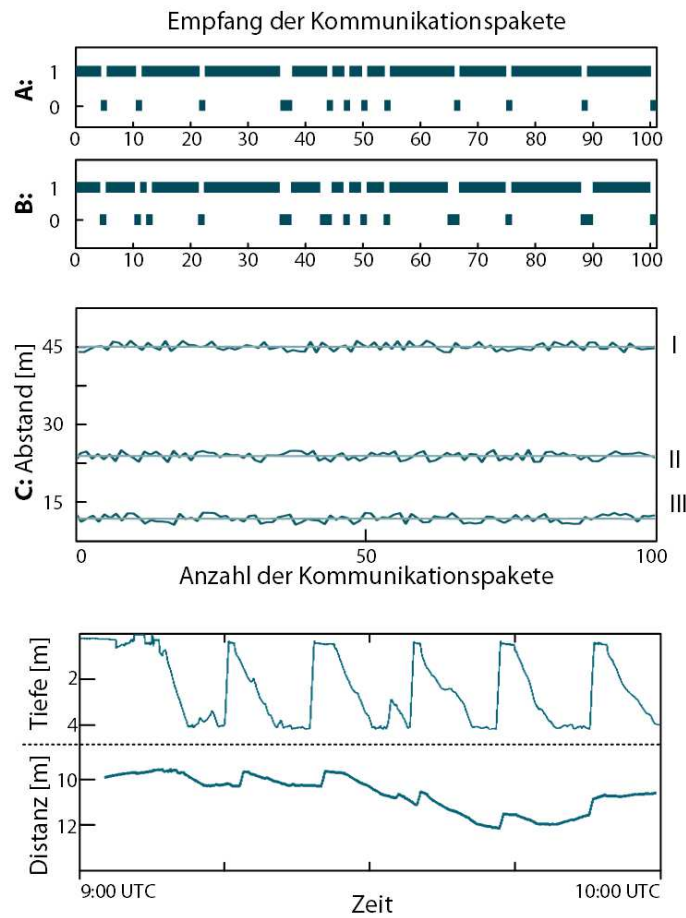 Empfang der Kommunikationspakete
A:
1
0
0 10 20 30 40 50 60 70 80 90 100
B:
1
0
0 10 20 30 40 50 60 70 80 90 100
C: Abstand [m]
45
30
15
I
II
III
0 50 100
Anzahl der Kommunikationspakete
Tiefe [m]
2
4
Distanz [m]
10
12
9:00 UTC 10:00 UTC
Zeit